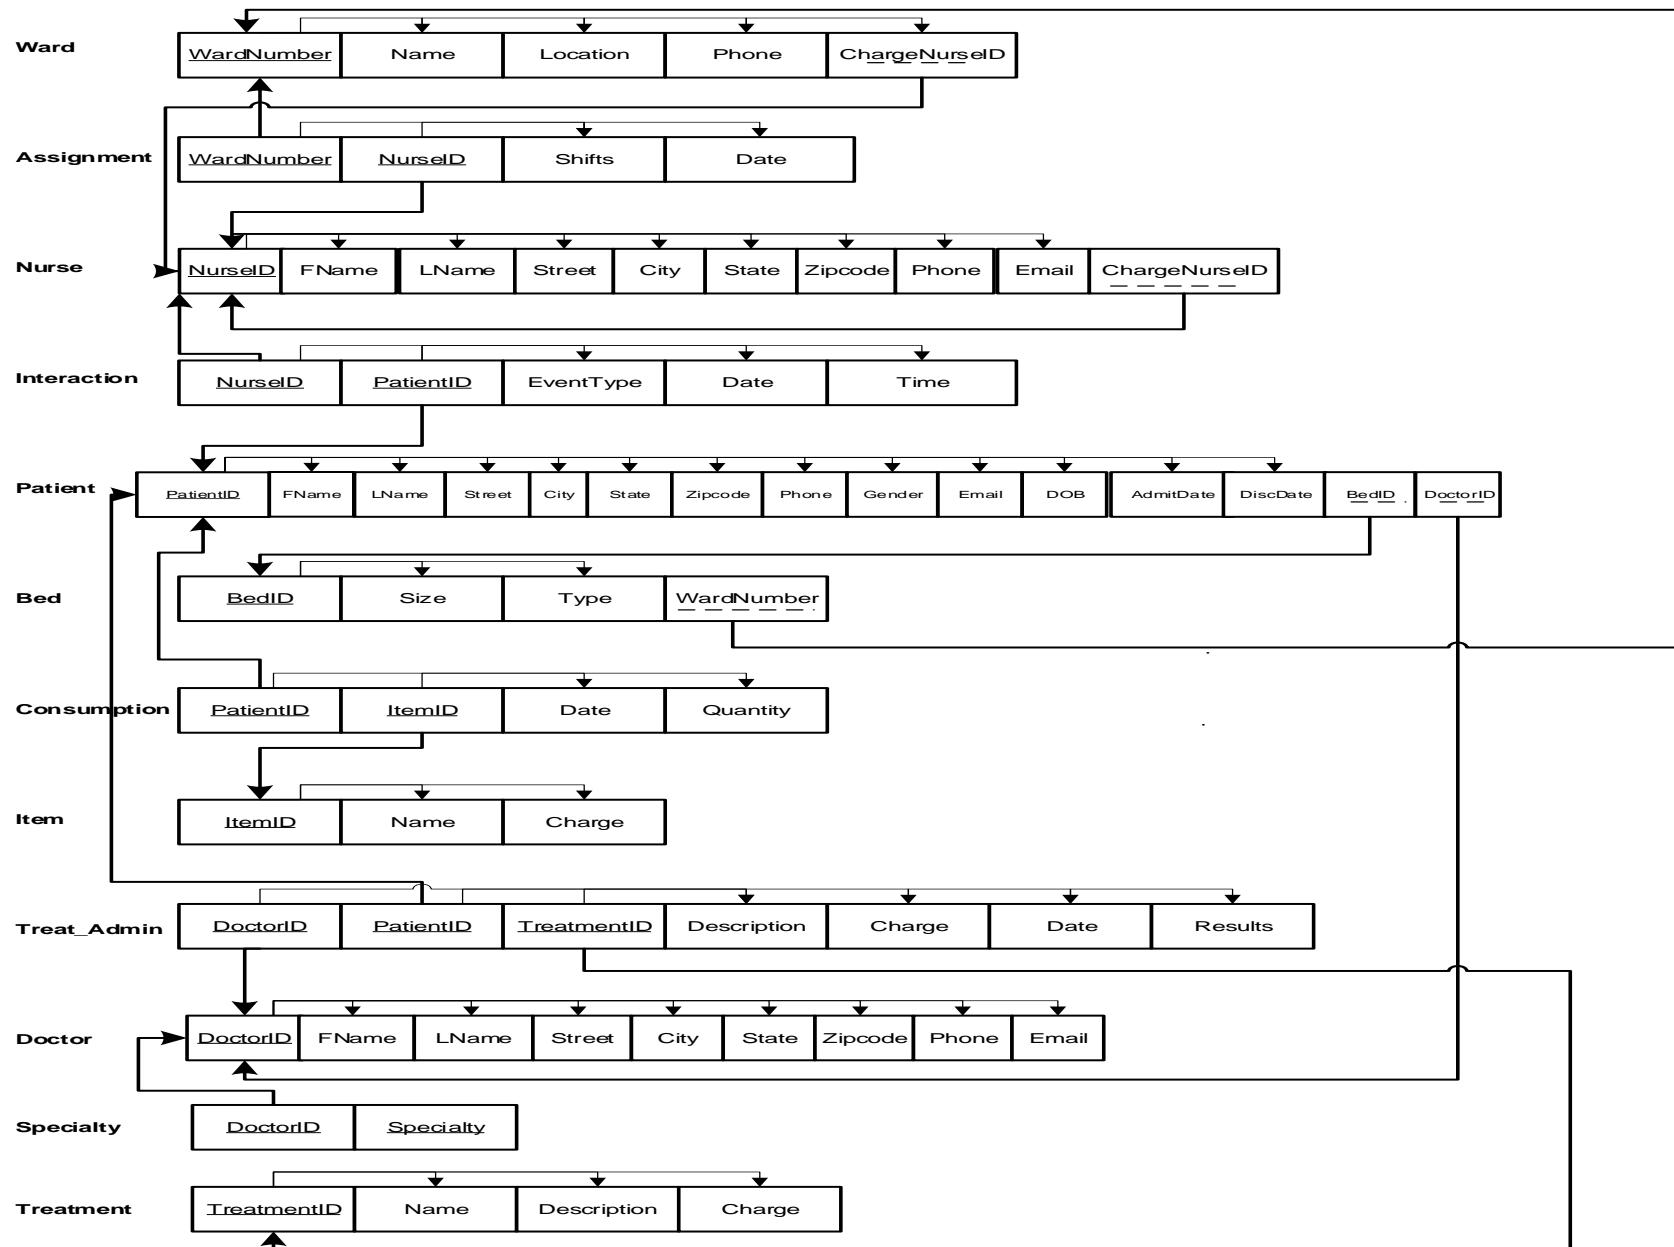 Ward WardNumber Name Location Phone ChargeNurseID
Assignment WardNumber NurseID Shifts Date
Nurse NurseID FName LName Street City State Zipcode Phone Email ChargeNurseID
Interaction NurseID PatientID EventType Date Time
Patient PatientID FName LName Street City State Zipcode Phone Gender Email DOB AdmitDate DiscDate BedID DoctorID
Bed BedID Size Type WardNumber
Consumption PatientID ItemID Date Quantity
Item ItemID Name Charge
Treat_Admin DoctorID PatientID TreatmentID Description Charge Date Results
Doctor DoctorID FName LName Street City State Zipcode Phone Email
Specialty DoctorID Specialty
Treatment TreatmentID Name Description Charge